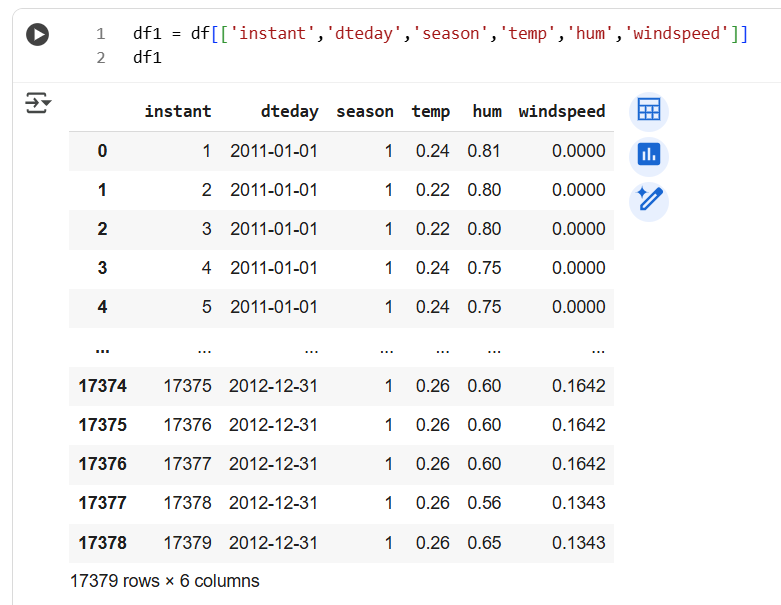 1 df1 = df[['instant','dteday','season','temp','hum','windspeed']]
2 df1
instant dteday season temp hum windspeed
0 1 2011-01-01 1 0.24 0.81 0.0000
1 2 2011-01-01 1 0.22 0.80 0.0000
2 3 2011-01-01 1 0.22 0.80 0.0000
3 4 2011-01-01 1 0.24 0.75 0.0000
4 5 2011-01-01 1 0.24 0.75 0.0000
... ... ... ... ... ... ...
17374 17375 2012-12-31 1 0.26 0.60 0.1642
17375 17376 2012-12-31 1 0.26 0.60 0.1642
17376 17377 2012-12-31 1 0.26 0.60 0.1642
17377 17378 2012-12-31 1 0.26 0.56 0.1343
17378 17379 2012-12-31 1 0.26 0.65 0.1343
17379 rows × 6 columns